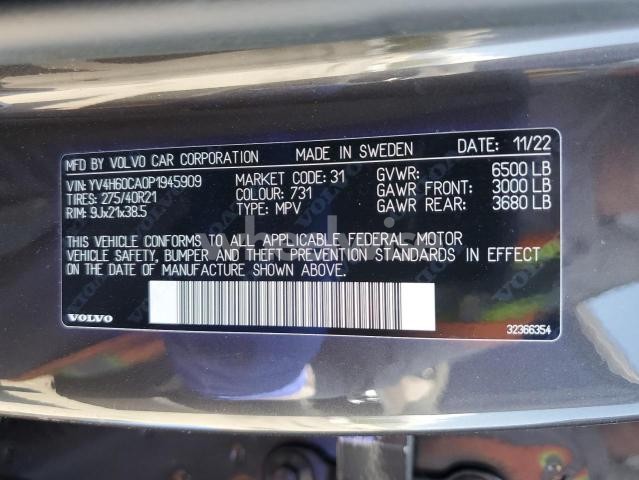 MFD BY VOLVO CAR CORPORATION MADE IN SWEDEN DATE: 11/22
VIN: YV4H60CA0P1945909 MARKET CODE: 31 GVWR: 6500 LB
TIRES: 275/40R21 COLOUR: 731 GAWR FRONT: 3000 LB
RIM: 9Jx21x38.5 TYPE: MPV GAWR REAR: 3680 LB
THIS VEHICLE CONFORMS TO ALL APPLICABLE FEDERAL MOTOR
VEHICLE SAFETY, BUMPER AND THEFT PREVENTION STANDARDS IN EFFECT
ON THE DATE OF MANUFACTURE SHOWN ABOVE.
VOLVO 32366354